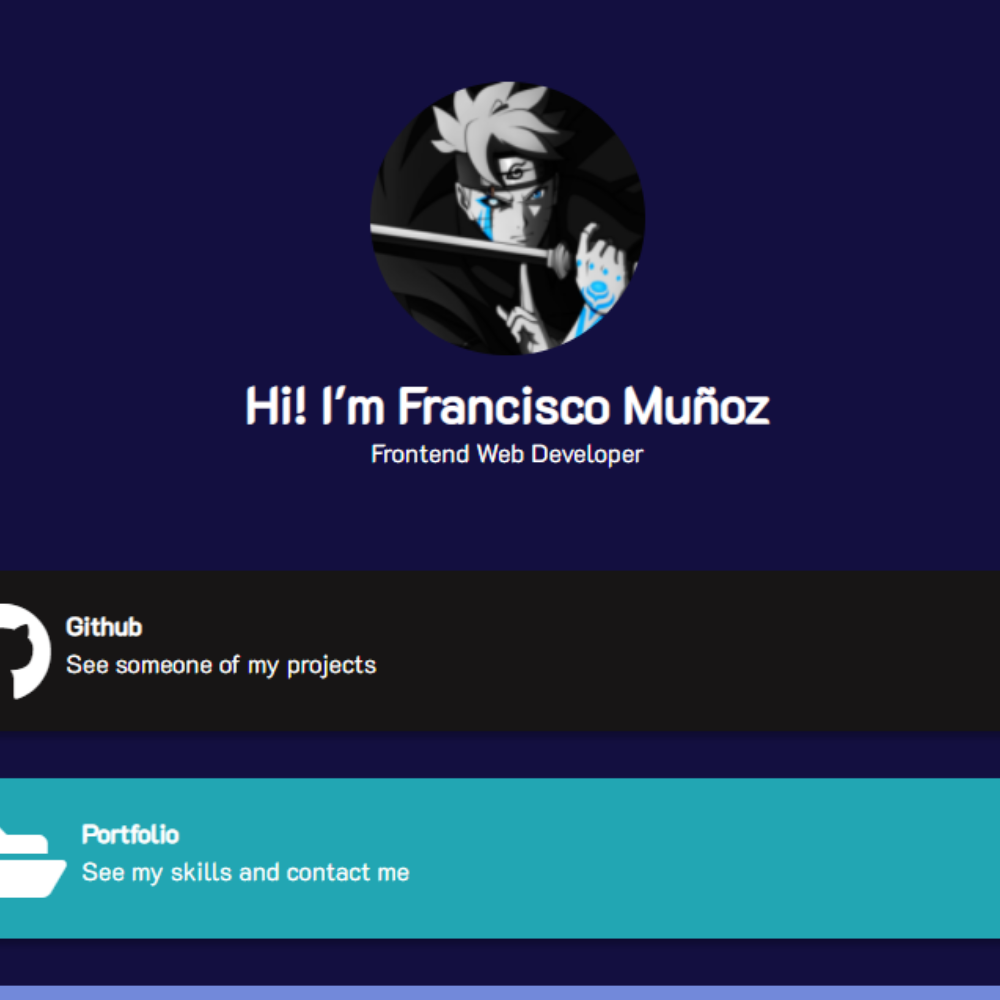 Hi! I'm Francisco Muñoz
Frontend Web Developer
Github
See someone of my projects
Portfolio
See my skills and contact me